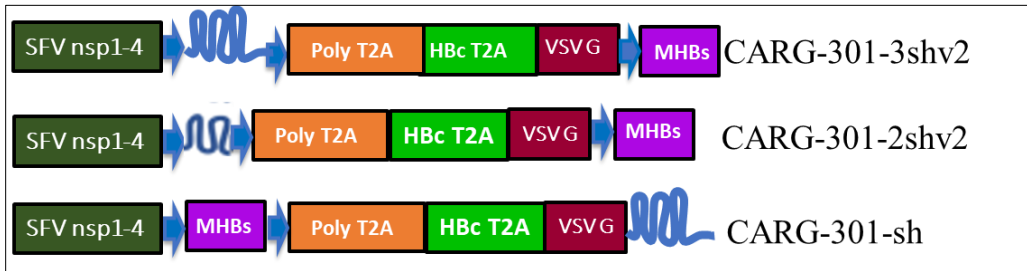 SFV nsp1-4 Poly T2A HBc T2A VSV G MHBs CARG-301-3shv2
SFV nsp1-4 Poly T2A HBc T2A VSV G MHBs CARG-301-2shv2
SFV nsp1-4 MHBs Poly T2A HBc T2A VSV G CARG-301-sh